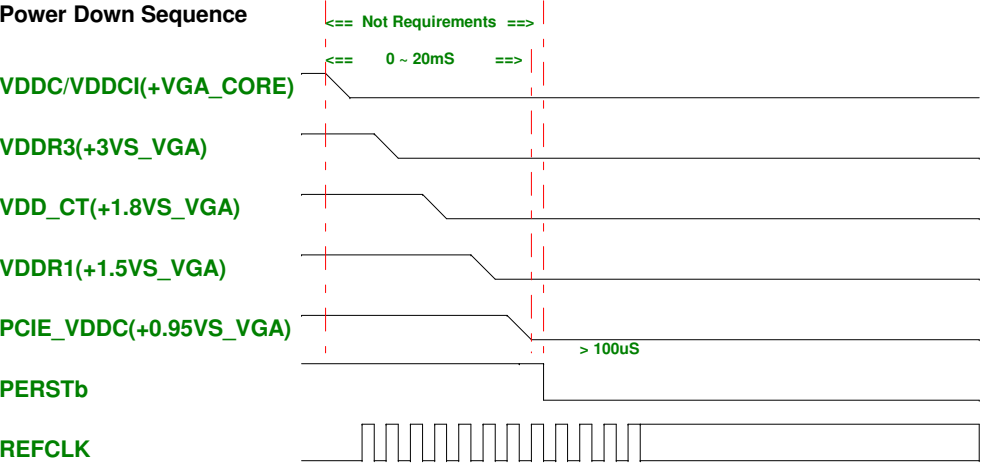 Power Down Sequence
<== Not Requirements ==>
<== 0 ~ 20mS ==>
VDDC/VDDCI(+VGA_CORE)
VDDR3(+3VS_VGA)
VDD_CT(+1.8VS_VGA)
VDDR1(+1.5VS_VGA)
PCIE_VDDC(+0.95VS_VGA)
> 100uS
PERSTb
REFCLK